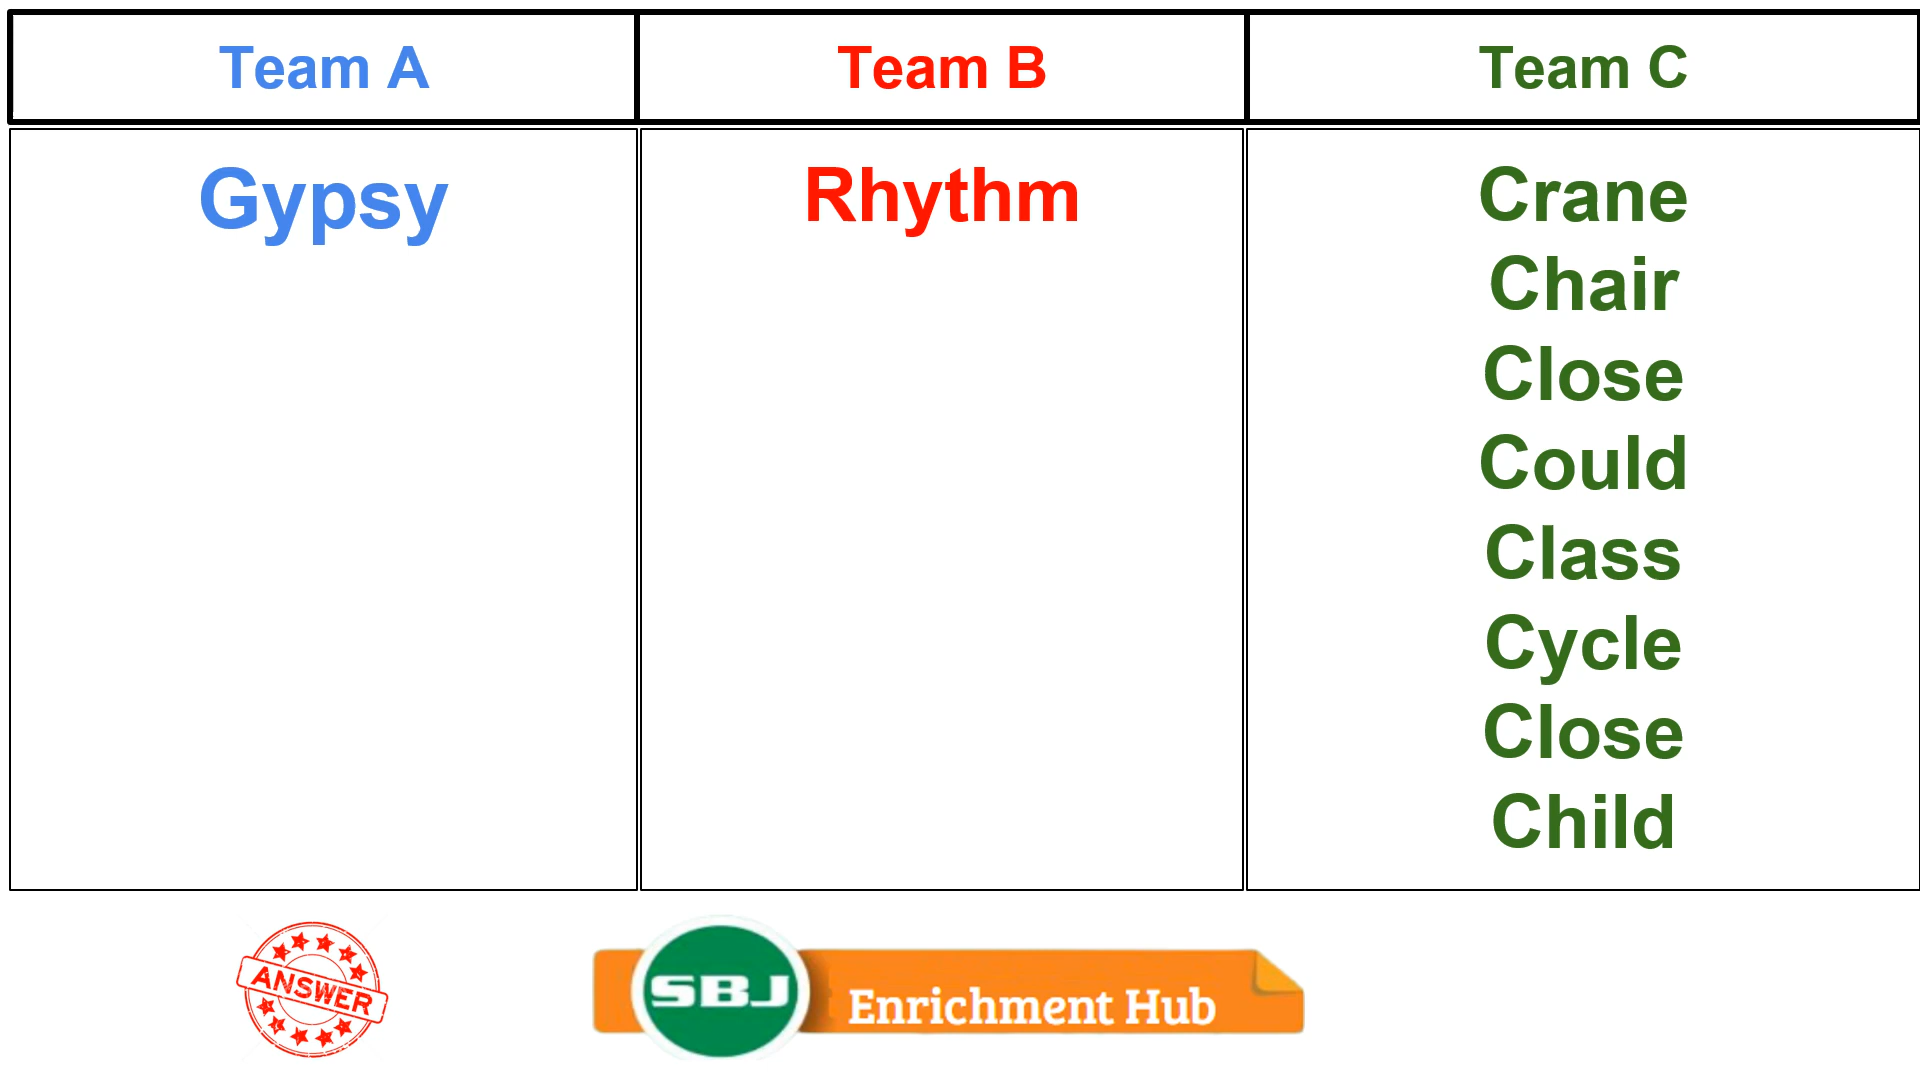 Team A
Team B
Team C
Gypsy
Rhythm
Crane
Chair
Close
Could
Class
Cycle
Close
Child
ANSWER
SBJ
Enrichment Hub